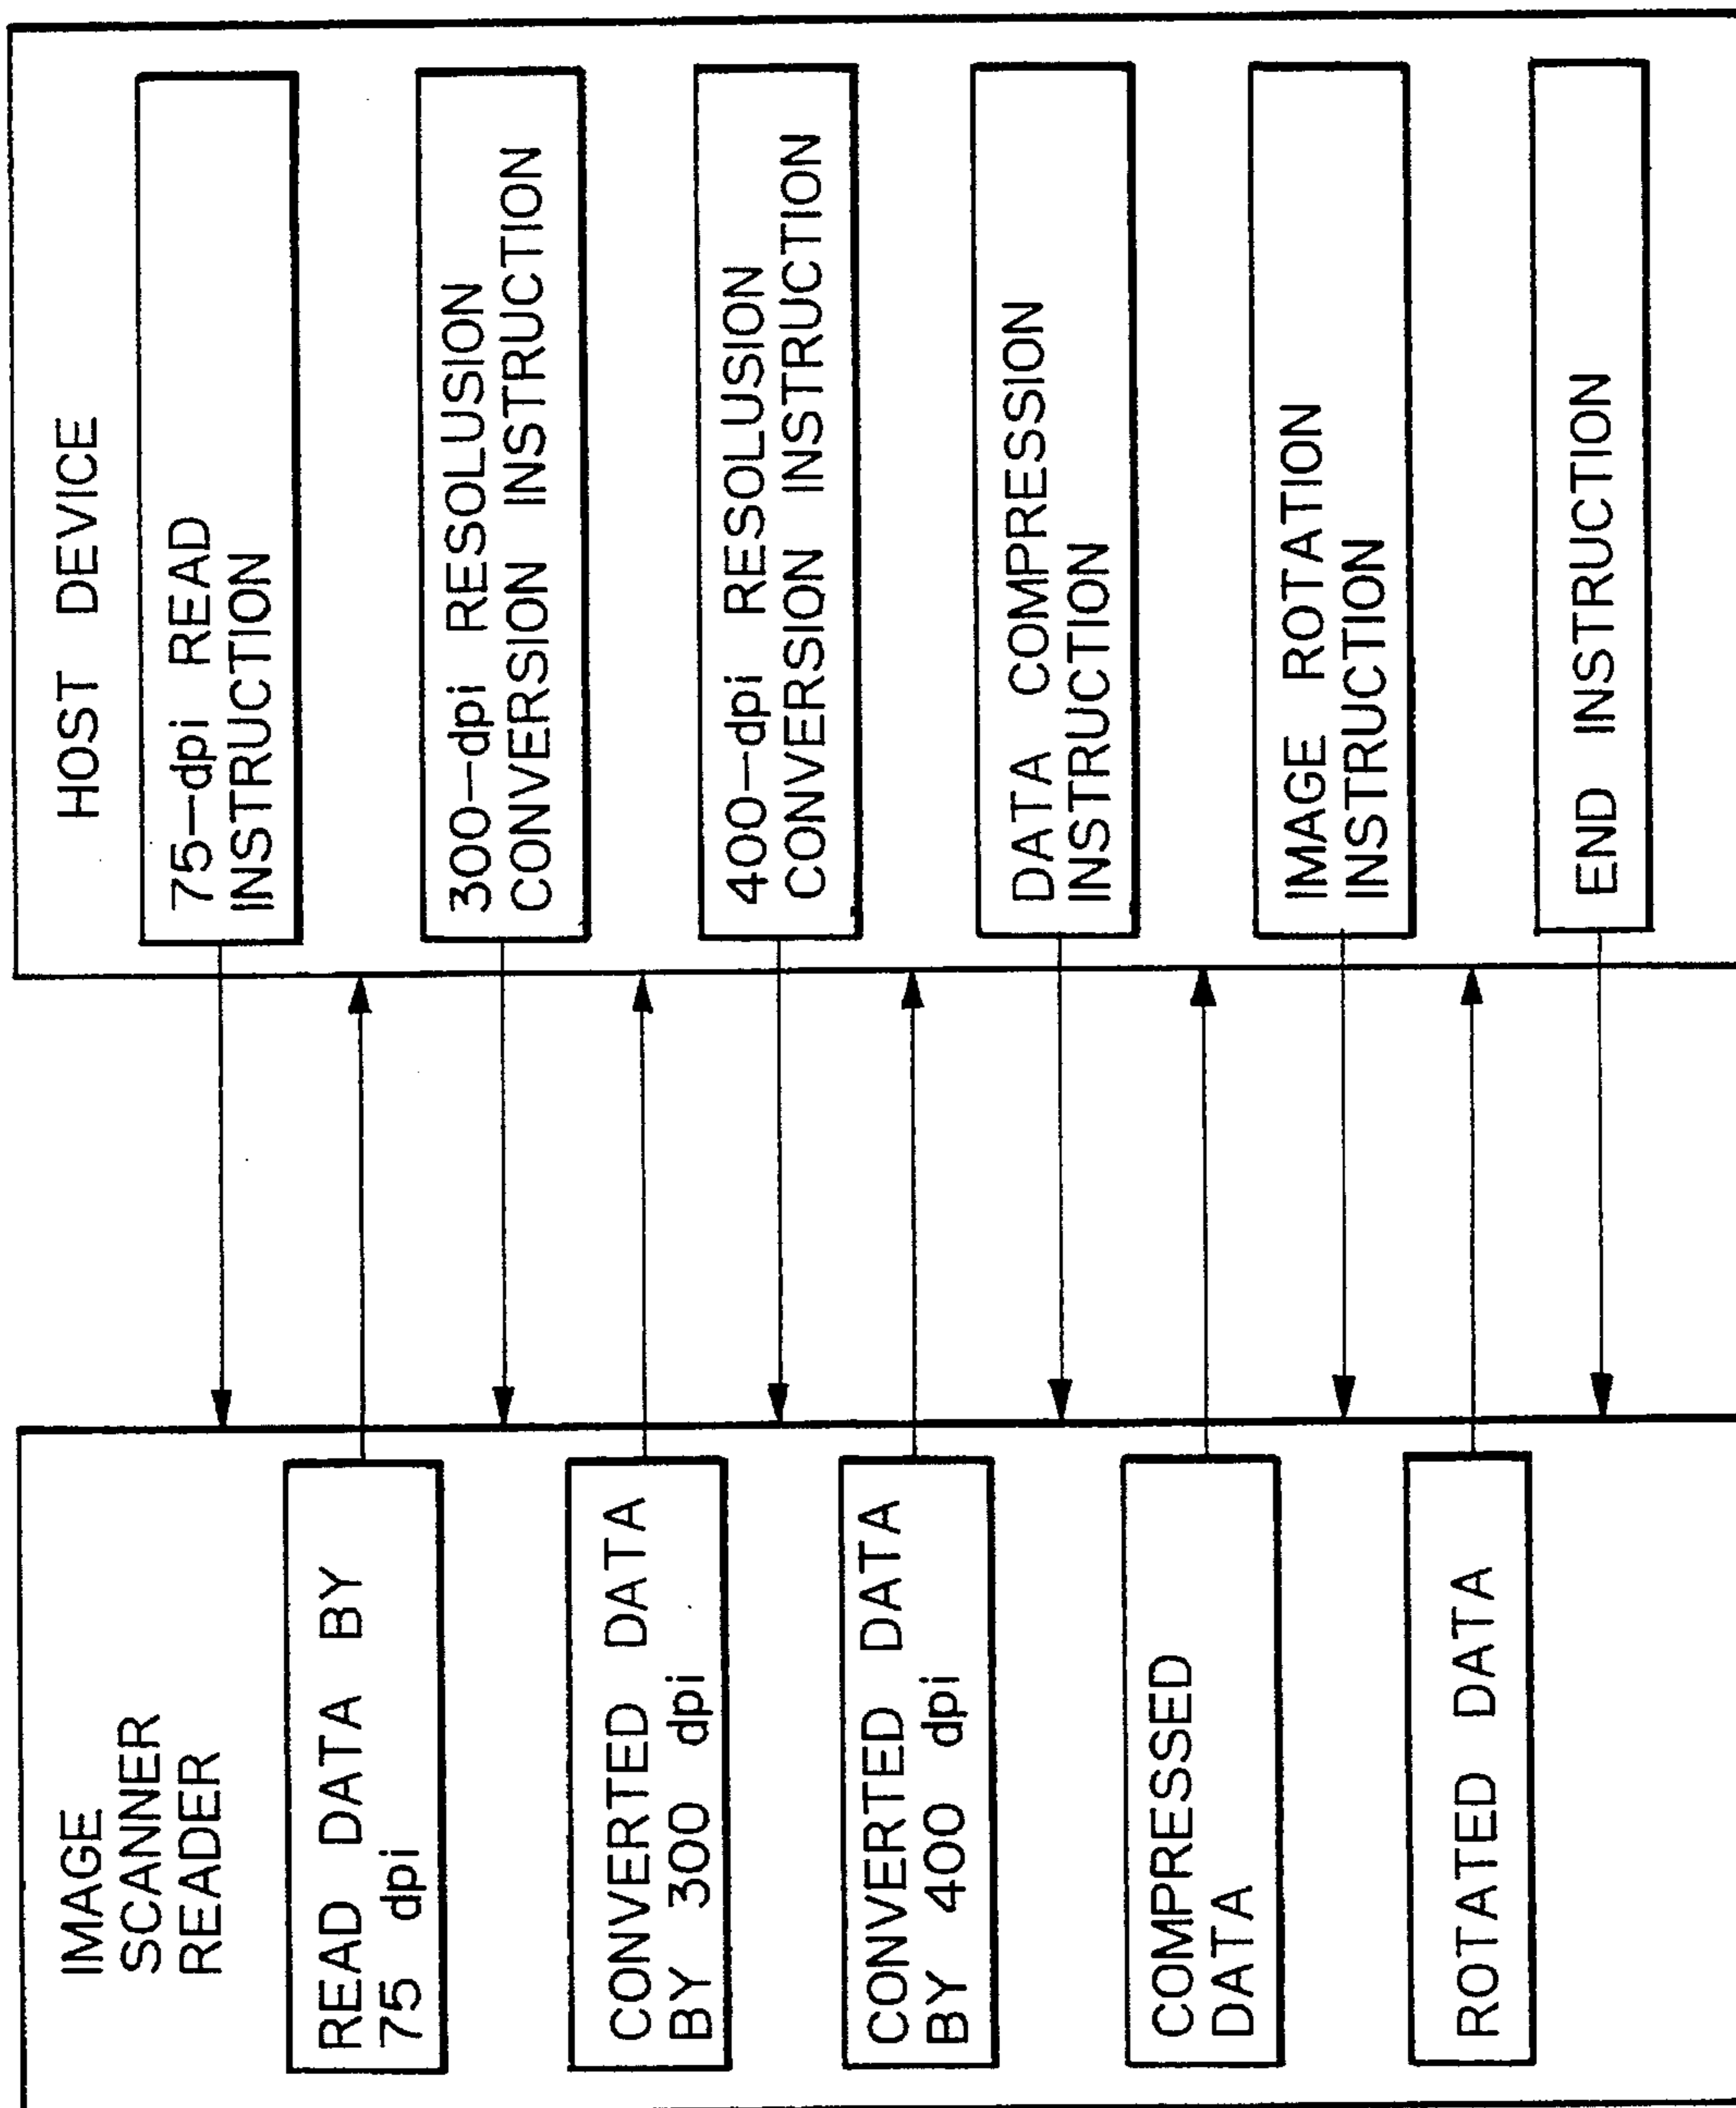 IMAGE
SCANNER
READER
HOST DEVICE
75-dpi READ
INSTRUCTION
READ DATA BY
75 dpi
300-dpi RESOLUSION
CONVERSION INSTRUCTION
CONVERTED DATA
BY 300 dpi
400-dpi RESOLUSION
CONVERSION INSTRUCTION
CONVERTED DATA
BY 400 dpi
DATA COMPRESSION
INSTRUCTION
COMPRESSED
DATA
IMAGE ROTATION
INSTRUCTION
ROTATED DATA
END INSTRUCTION